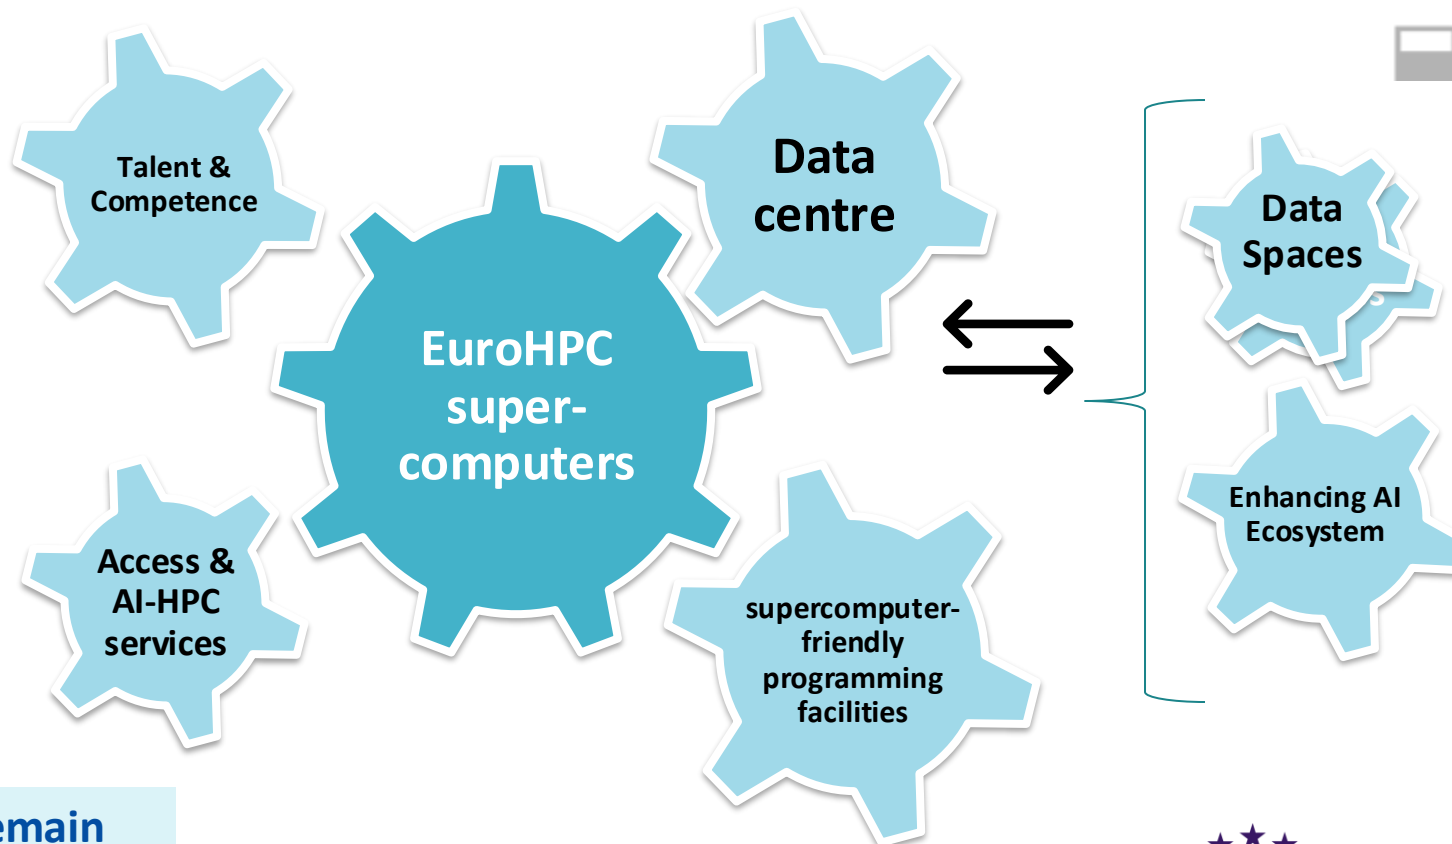 Talent &
Competence
Data
centre
EuroHPC
super-
computers
Access &
AI-HPC
services
supercomputer-
friendly
programming
facilities
Data
Spaces
Enhancing AI
Ecosystem
emain